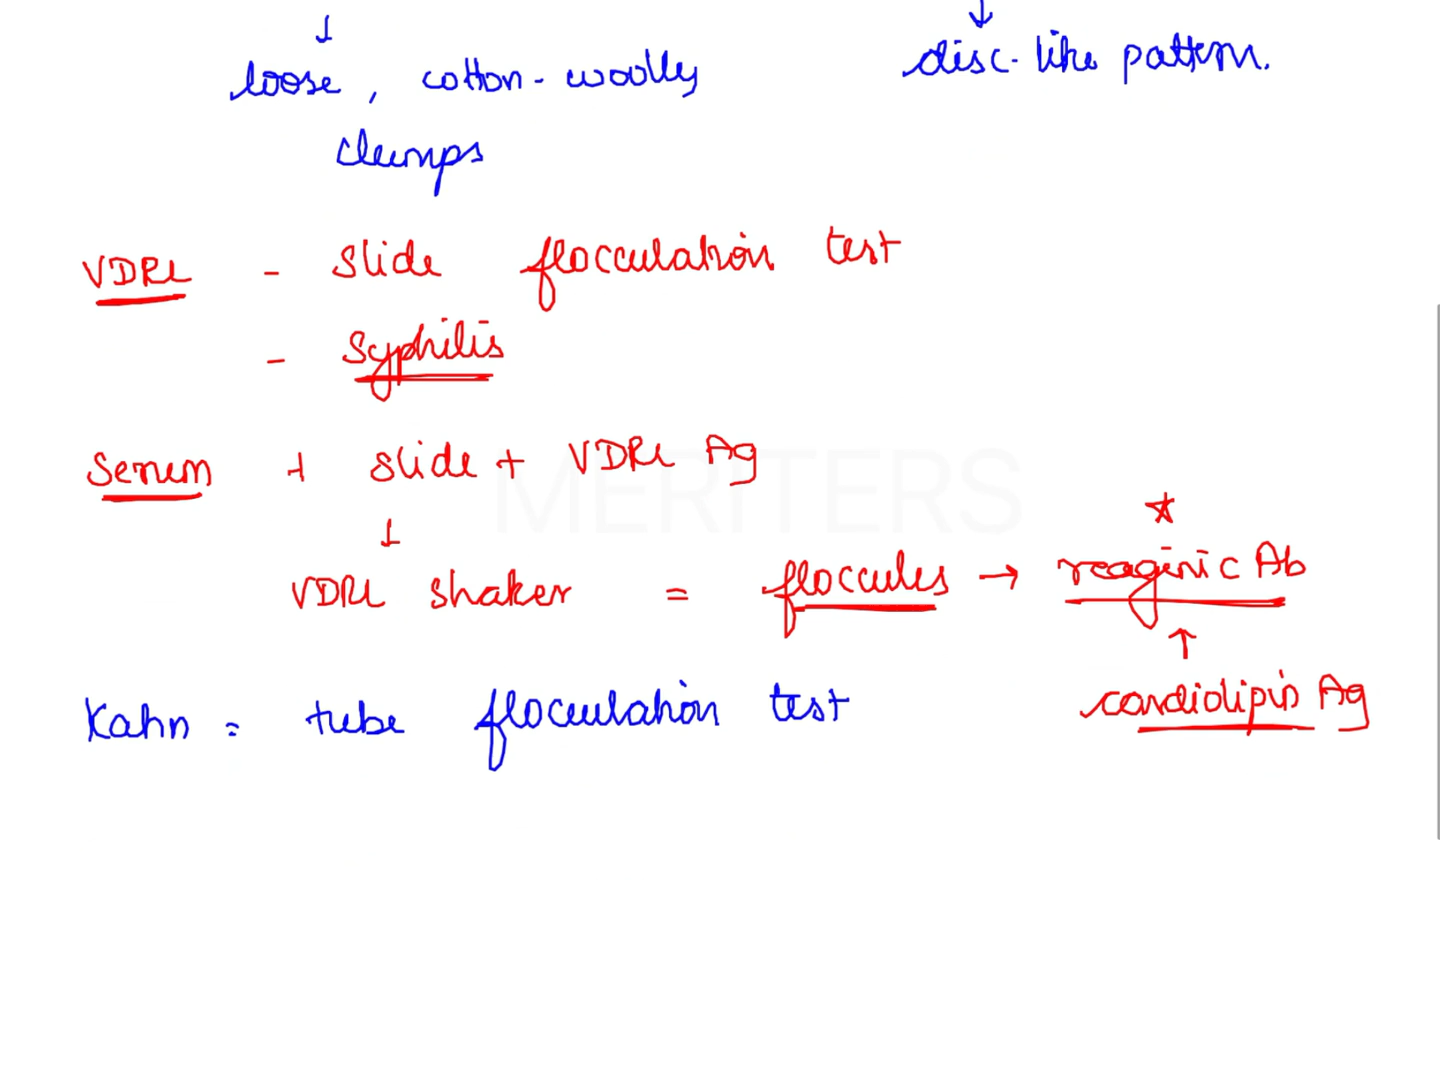 ↓ ↓
loose, cotton-woolly disc-like pattern.
clumps
VDRL - slide flocculation test
- Syphilis
Serum + slide + VDRL Ag
MERITERS
↓ ☆
VDRL shaker = floccules → reaginic Ab
↑
Kahn = tube flocculation test cardiolipin Ag